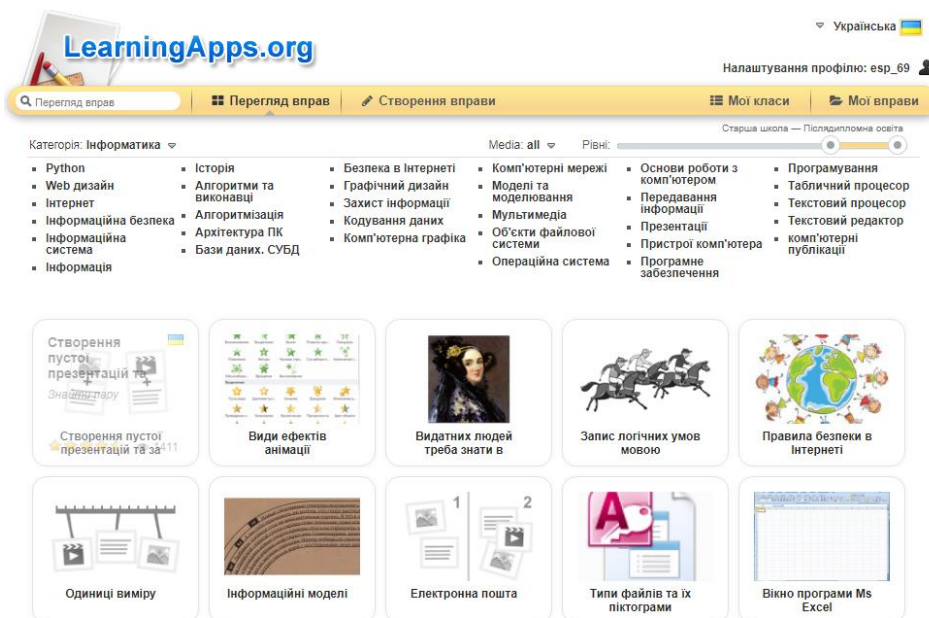 LearningApps.org
Українська
Налаштування профілю: esp_69
Перегляд вправ
Перегляд вправ
Створення вправи
Мої класи
Мої вправи
Старша школа — Післядипломна освіта
Категорія: Інформатика
Media: all
Рівні:
Python
Web дизайн
Інтернет
Інформаційна безпека
Інформаційна
система
Інформація
Історія
Алгоритми та
виконавці
Алгоритмізація
Архітектура ПК
Бази даних. СУБД
Безпека в Інтернеті
Графічний дизайн
Захист інформації
Кодування даних
Комп'ютерна графіка
Комп'ютерні мережі
Моделі та
моделювання
Мультимедіа
Об'єкти файлової
системи
Операційна система
Основи роботи з
комп'ютером
Передавання
інформації
Презентації
Пристрої комп'ютера
Програмне
забезпечення
Програмування
Табличний процесор
Текстовий процесор
Текстовий редактор
комп'ютерні
публікації
Створення
пустої
презентацій та
Знайти пару
Створення пустої
презентацій та за
Види ефектів
анімації
Видатних людей
треба знати в
Запис логічних умов
мовою
Правила безпеки в
Інтернеті
Одиниці виміру
Інформаційні моделі
1
2
Електронна пошта
A
Типи файлів та їх
піктограми
Вікно програми Ms
Excel